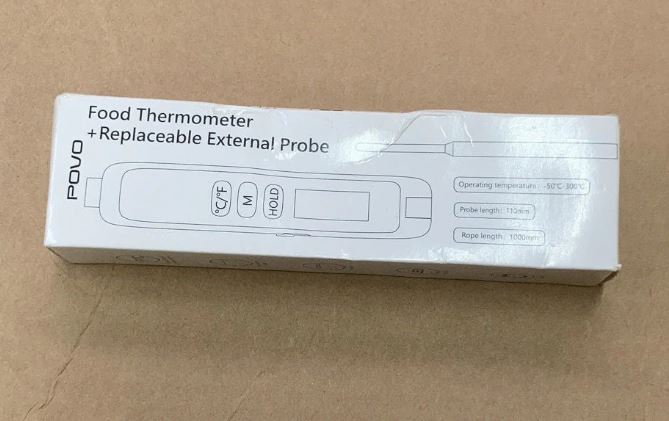 Food Thermometer
+Replaceable External Probe
POVO
°C/°F
M
HOLD
Operating temperature: -50°C-300°C
Probe length: 110mm
Rope length: 1000mm